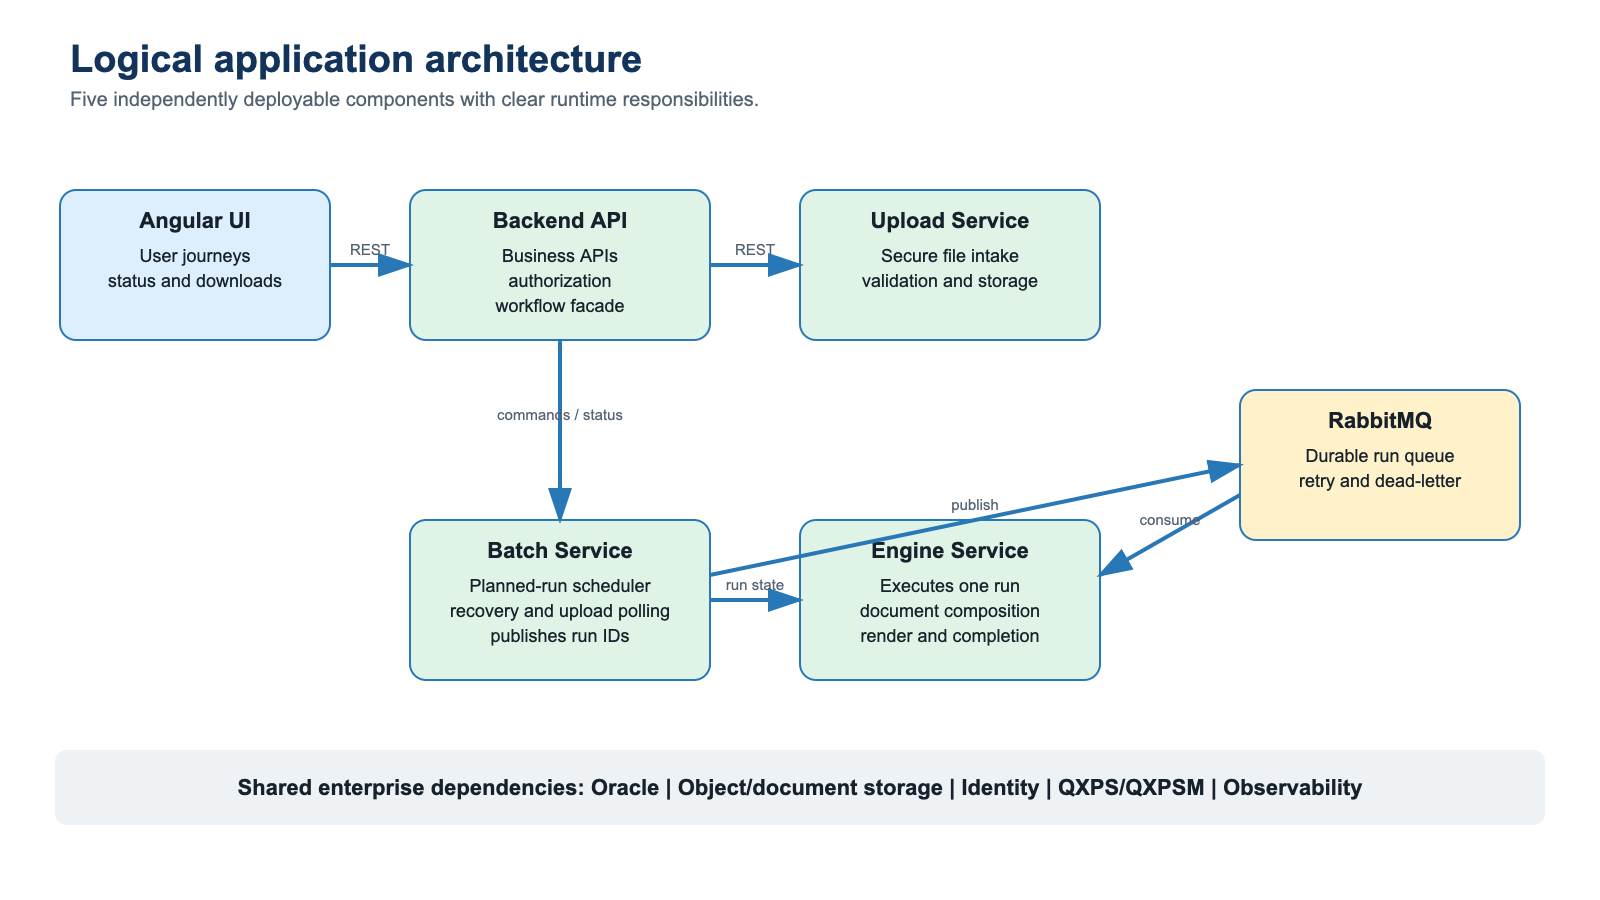 Logical application architecture
Five independently deployable components with clear runtime responsibilities.
Angular UI
User journeys
status and downloads
REST
Backend API
Business APIs
authorization
workflow facade
REST
Upload Service
Secure file intake
validation and storage
commands / status
RabbitMQ
Durable run queue
retry and dead-letter
publish
consume
Batch Service
Planned-run scheduler
recovery and upload polling
publishes run IDs
run state
Engine Service
Executes one run
document composition
render and completion
Shared enterprise dependencies: Oracle | Object/document storage | Identity | QXPS/QXPSM | Observability